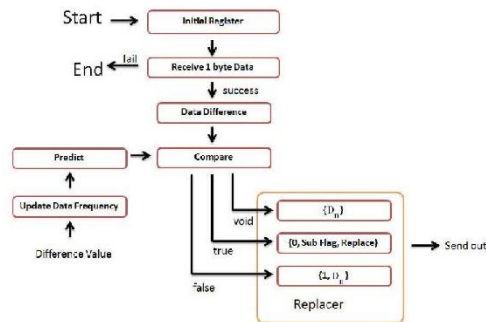 Start
Initial Register
End
fail
Receive 1 byte Data
success
Data Difference
Predict
Compare
Update Data Frequency
void
{Dn}
Difference Value
true
{0, Sub Flag, Replace}
Send out
false
{1, Dn}
Replacer